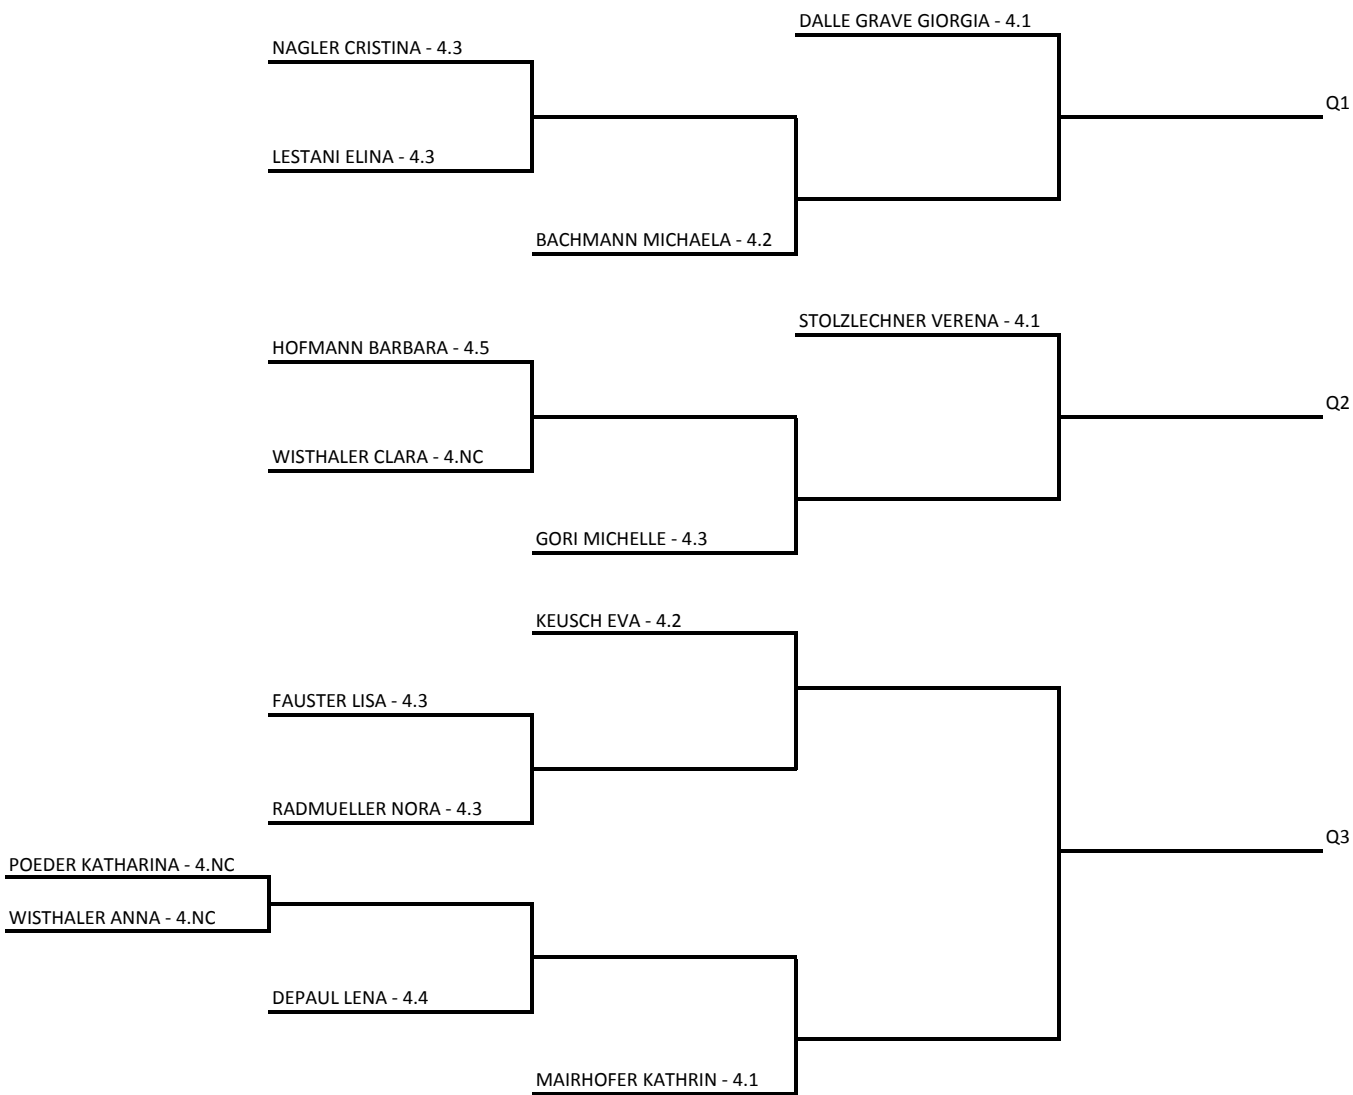 DALLE GRAVE GIORGIA - 4.1
NAGLER CRISTINA - 4.3
Q1
LESTANI ELINA - 4.3
BACHMANN MICHAELA - 4.2
STOLZLECHNER VERENA - 4.1
HOFMANN BARBARA - 4.5
Q2
WISTHALER CLARA - 4.NC
GORI MICHELLE - 4.3
KEUSCH EVA - 4.2
FAUSTER LISA - 4.3
RADMUELLER NORA - 4.3
Q3
POEDER KATHARINA - 4.NC
WISTHALER ANNA - 4.NC
DEPAUL LENA - 4.4
MAIRHOFER KATHRIN - 4.1